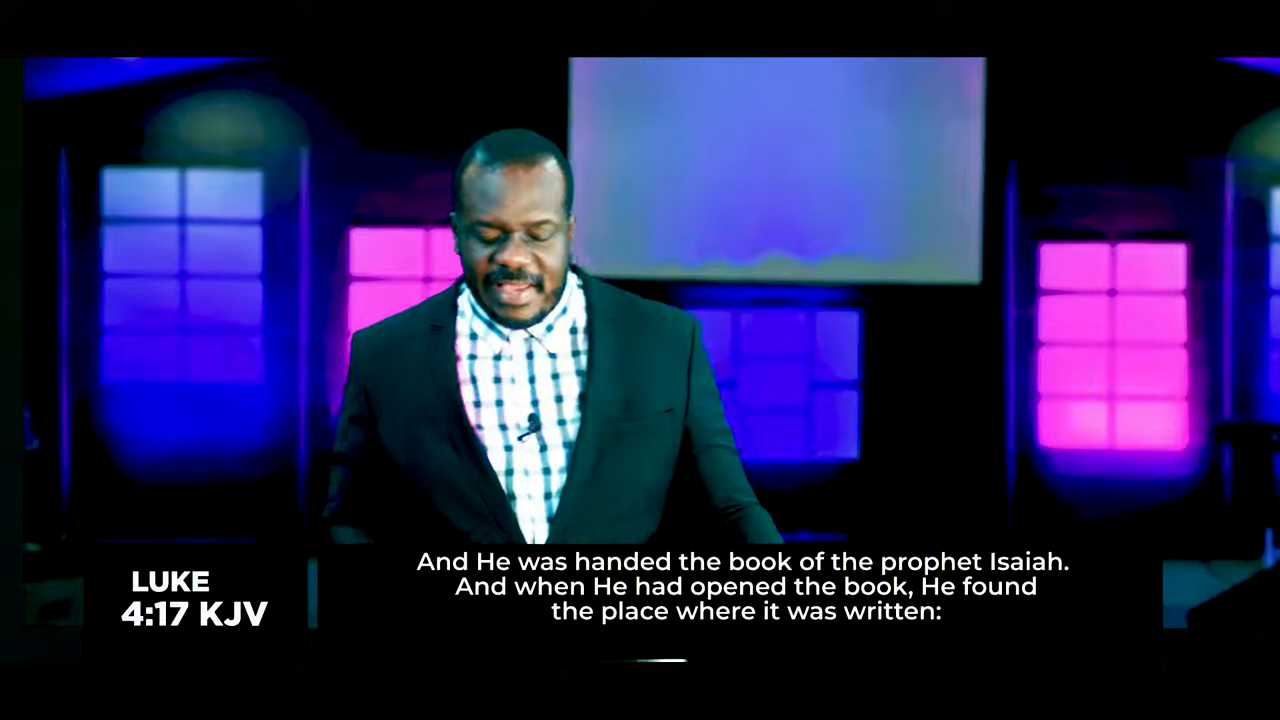 LUKE
4:17 KJV
And He was handed the book of the prophet Isaiah.
And when He had opened the book, He found
the place where it was written: